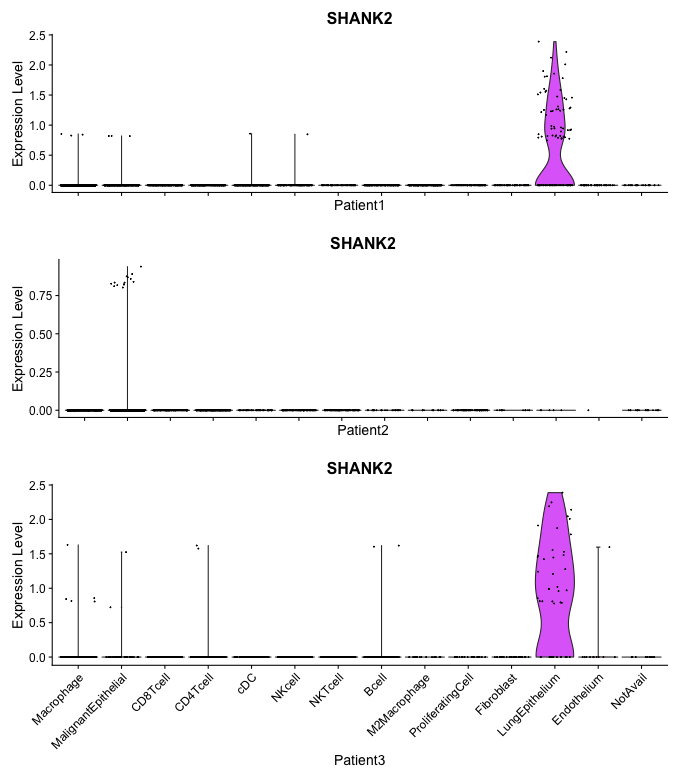 SHANK2
Expression Level
2.5
2.0
1.5
1.0
0.5
0.0
Patient1
SHANK2
Expression Level
0.75
0.50
0.25
0.00
Patient2
SHANK2
Expression Level
2.5
2.0
1.5
1.0
0.5
0.0
Macrophage
MalignantEpithelial
CD8Tcell
CD4Tcell
cDC
NKcell
NKTcell
Bcell
M2Macrophage
ProliferatingCell
Fibroblast
LungEpithelium
Endothelium
NotAvail
Patient3